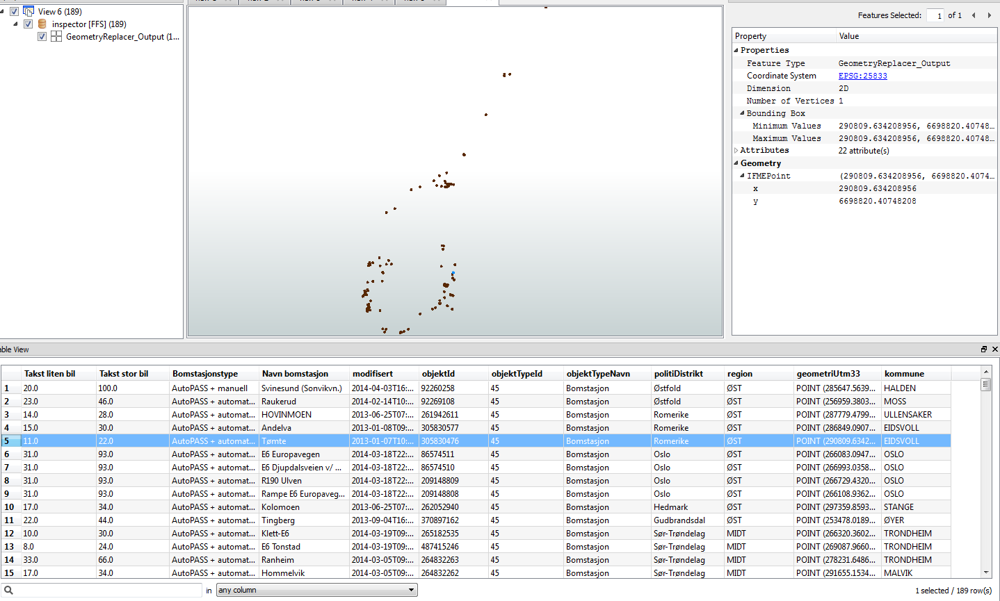 View 6 (189)
inspector [FFS] (189)
GeometryReplacer_Output (1...
Features Selected: 1 of 1
Property Value
Properties
Feature Type GeometryReplacer_Output
Coordinate System EPSG:25833
Dimension 2D
Number of Vertices 1
Bounding Box
Minimum Values 290809.634208956, 6698820.40748...
Maximum Values 290809.634208956, 6698820.40748...
Attributes 22 attribute(s)
Geometry
IFMEPoint (290809.634208956, 6698820.4074...
x 290809.634208956
y 6698820.40748208
able View
Takst liten bil Takst stor bil Bomstasjonstype Navn bomstasjon modifisert objektId objektTypeId objektTypeNavn politiDistrikt region geometriUtm33 kommune
1 20.0 100.0 AutoPASS + manuell Svinesund (Sonvikvn.) 2014-04-03T16:... 92260258 45 Bomstasjon Østfold ØST POINT (285647.5639... HALDEN
2 23.0 46.0 AutoPASS + automat... Raukerud 2014-02-14T10:... 92269108 45 Bomstasjon Østfold ØST POINT (256959.3803... MOSS
3 14.0 28.0 AutoPASS + automat... HOVINMOEN 2013-06-25T07:... 261942611 45 Bomstasjon Romerike ØST POINT (287779.4799... ULLENSAKER
4 15.0 30.0 AutoPASS + automat... Andelva 2013-01-08T09:... 305830577 45 Bomstasjon Romerike ØST POINT (286849.0907... EIDSVOLL
5 11.0 22.0 AutoPASS + automat... Tømte 2013-01-07T10:... 305830476 45 Bomstasjon Romerike ØST POINT (290809.6342... EIDSVOLL
6 31.0 93.0 AutoPASS + automat... E6 Europavegen 2014-03-18T22:... 86574511 45 Bomstasjon Oslo ØST POINT (266083.0947... OSLO
7 31.0 93.0 AutoPASS + automat... E6 Djupdalsveien v/ ... 2014-03-18T22:... 86574510 45 Bomstasjon Oslo ØST POINT (266993.0358... OSLO
8 31.0 93.0 AutoPASS + automat... R190 Ulven 2014-03-18T22:... 209148809 45 Bomstasjon Oslo ØST POINT (266729.4320... OSLO
9 31.0 93.0 AutoPASS + automat... Rampe E6 Europaveg... 2014-03-18T22:... 209148808 45 Bomstasjon Oslo ØST POINT (266108.9362... OSLO
10 17.0 34.0 AutoPASS + automat... Kolomoen 2013-06-25T07:... 262052940 45 Bomstasjon Hedmark ØST POINT (297359.8593... STANGE
11 22.0 44.0 AutoPASS + automat... Tingberg 2013-09-04T16:... 370897162 45 Bomstasjon Gudbrandsdal ØST POINT (253478.0189... ØYER
12 10.0 30.0 AutoPASS + automat... Klett-E6 2014-03-19T09:... 265182535 45 Bomstasjon Sør-Trøndelag MIDT POINT (266320.3602... TRONDHEIM
13 8.0 24.0 AutoPASS + automat... E6 Tonstad 2014-03-19T09:... 487415246 45 Bomstasjon Sør-Trøndelag MIDT POINT (269087.9660... TRONDHEIM
14 33.0 66.0 AutoPASS + automat... Ranheim 2014-03-05T09:... 264832263 45 Bomstasjon Sør-Trøndelag MIDT POINT (278231.6486... TRONDHEIM
15 17.0 34.0 AutoPASS + automat... Hommelvik 2014-03-05T09:... 264832262 45 Bomstasjon Sør-Trøndelag MIDT POINT (291655.1534... MALVIK
in any column 1 selected / 189 row(s)